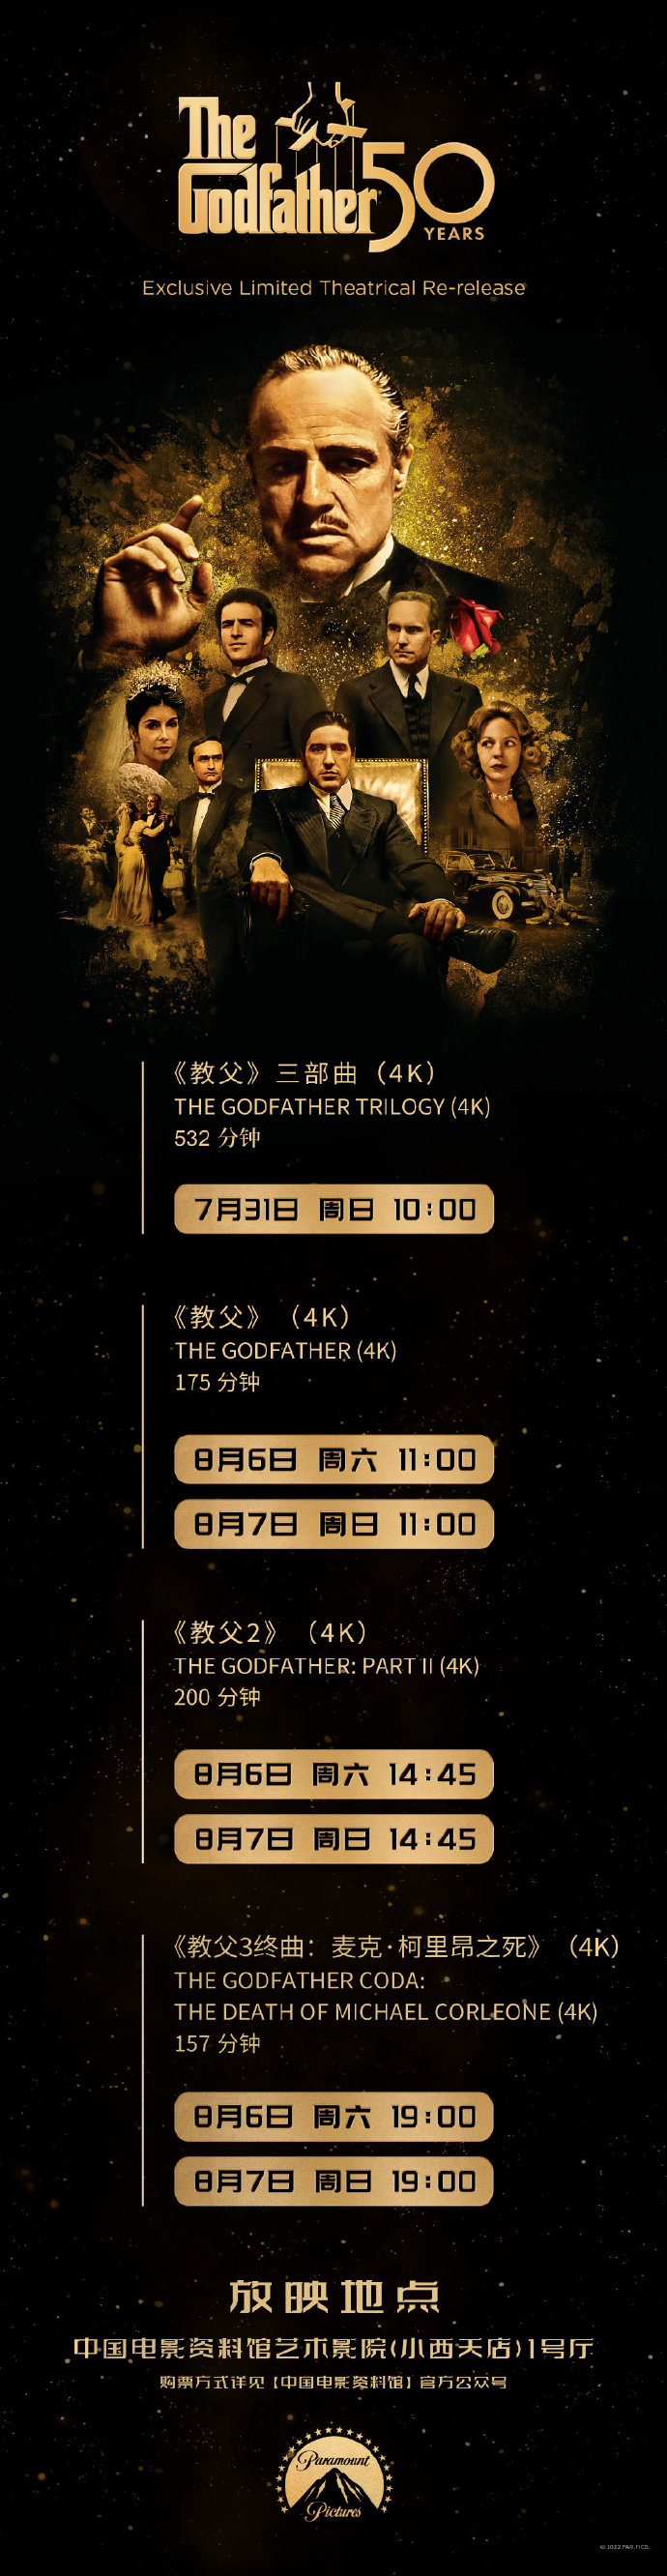 The
Godfather 50
YEARS
Exclusive Limited Theatrical Re-release
《教父》三部曲（4K）
THE GODFATHER TRILOGY (4K)
532 分钟
7月31日 周日 10:00
《教父》（4K）
THE GODFATHER (4K)
175 分钟
8月6日 周六 11:00
8月7日 周日 11:00
《教父2》（4K）
THE GODFATHER: PART II (4K)
200 分钟
8月6日 周六 14:45
8月7日 周日 14:45
《教父3终曲：麦克·柯里昂之死》（4K）
THE GODFATHER CODA:
THE DEATH OF MICHAEL CORLEONE (4K)
157 分钟
8月6日 周六 19:00
8月7日 周日 19:00
放映地点
中国电影资料馆艺术影院(小西天店)1号厅
购票方式详见【中国电影资料馆】官方公众号
Paramount
Pictures
© 2022 PAR. PICS.